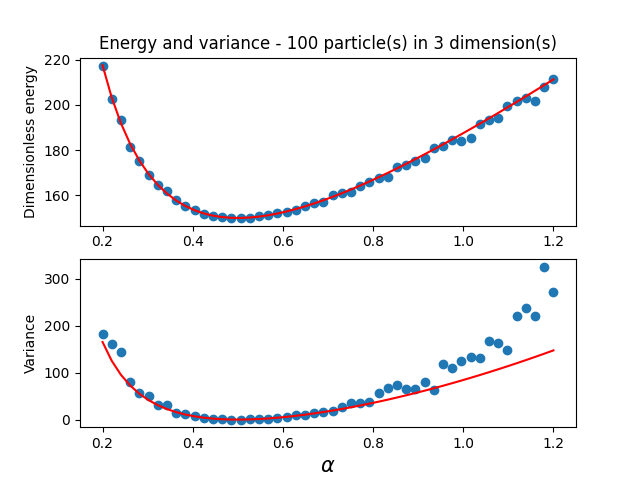 Energy and variance - 100 particle(s) in 3 dimension(s)
Dimensionless energy
220
200
180
160
0.2 0.4 0.6 0.8 1.0 1.2
Variance
300
200
100
0
0.2 0.4 0.6 0.8 1.0 1.2
α